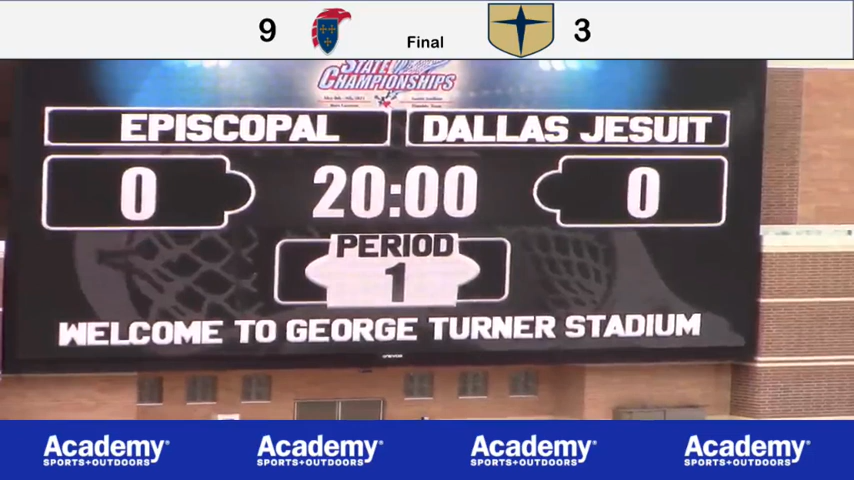 9 Final 3
STATE
CHAMPIONSHIPS
EPISCOPAL DALLAS JESUIT
0 20:00 0
PERIOD
1
WELCOME TO GEORGE TURNER STADIUM
Academy Academy Academy Academy
SPORTS+OUTDOORS SPORTS+OUTDOORS SPORTS+OUTDOORS SPORTS+OUTDOORS